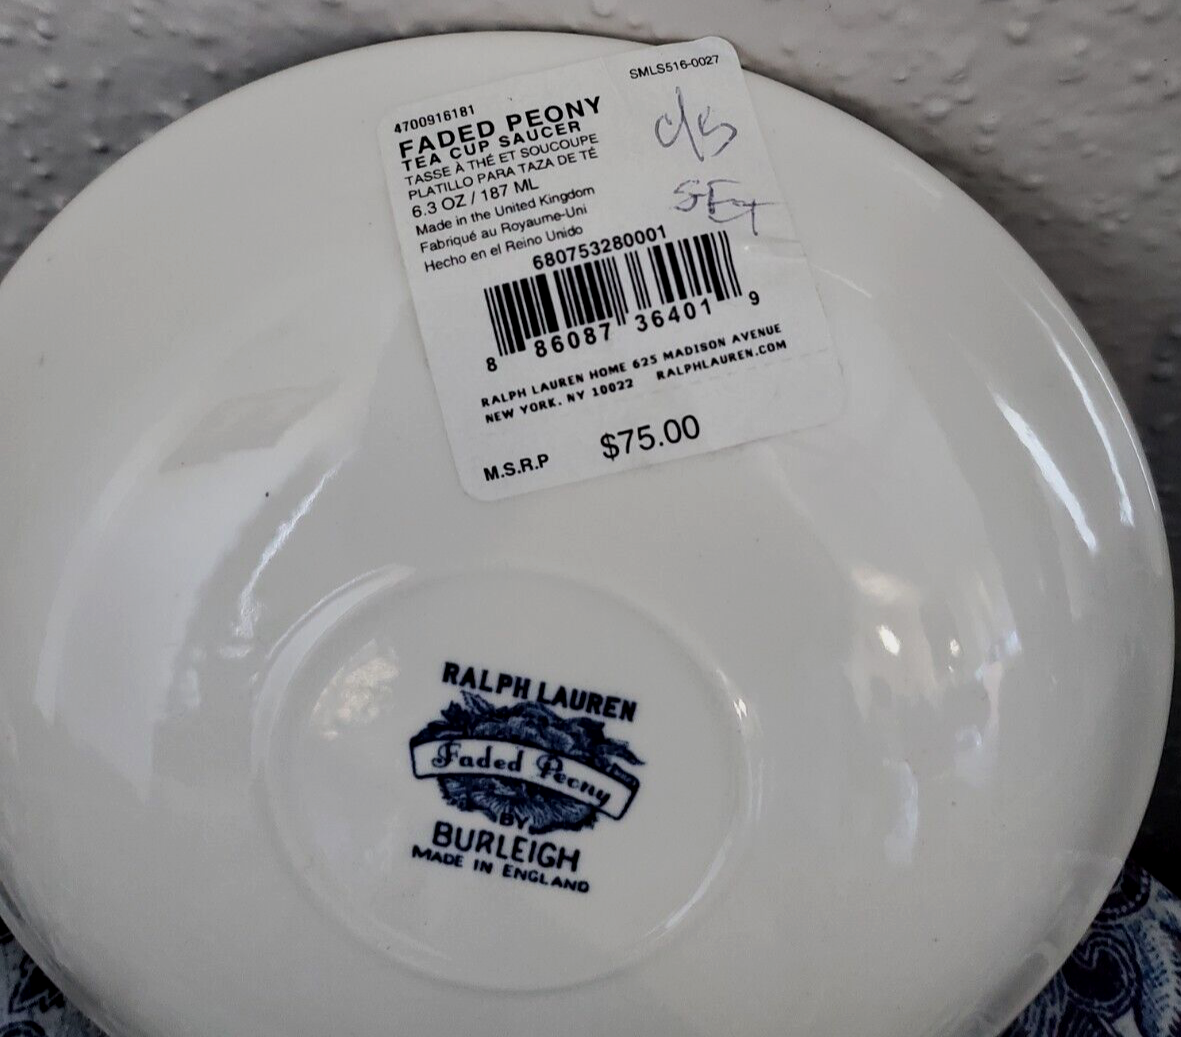 SMLS516-0027
4700916181
FADED PEONY
TEA CUP SAUCER
TASSE À THÉ ET SOUCOUPE
PLATILLO PARA TAZA DE TÉ
6.3 OZ / 187 ML
Made in the United Kingdom
Fabriqué au Royaume-Uni
Hecho en el Reino Unido
c/s
SET
680753280001
8 86087 36401 9
RALPH LAUREN HOME 625 MADISON AVENUE
NEW YORK, NY 10022 RALPHLAUREN.COM
M.S.R.P $75.00
RALPH LAUREN
Faded Peony
BY
BURLEIGH
MADE IN ENGLAND